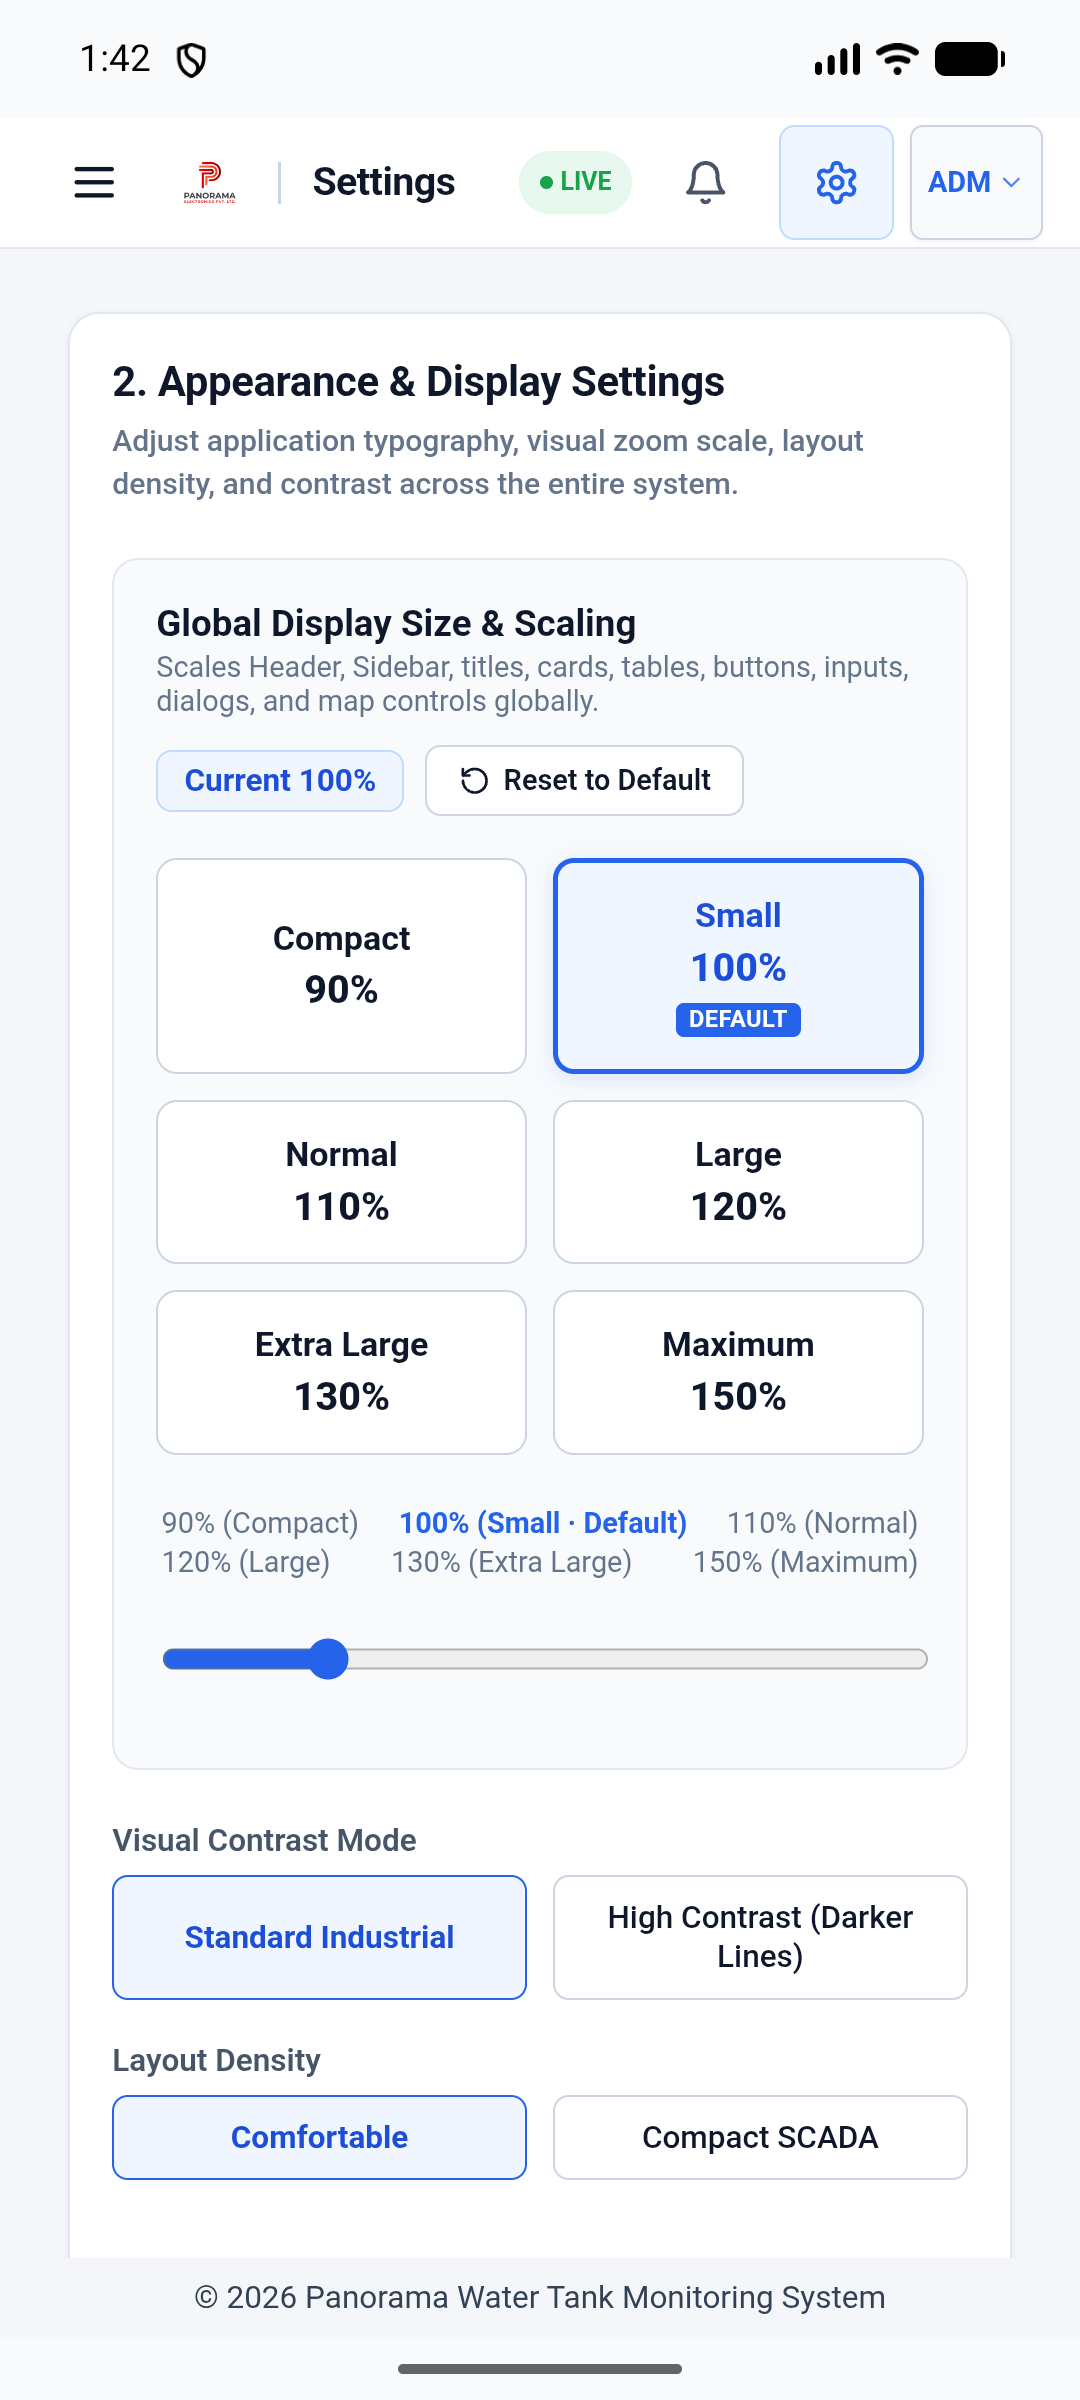 1:42
PANORAMA
ELECTRONICS PVT. LTD.
Settings
LIVE
ADM
2. Appearance & Display Settings
Adjust application typography, visual zoom scale, layout
density, and contrast across the entire system.
Global Display Size & Scaling
Scales Header, Sidebar, titles, cards, tables, buttons, inputs,
dialogs, and map controls globally.
Current 100%
Reset to Default
Compact
90%
Small
100%
DEFAULT
Normal
110%
Large
120%
Extra Large
130%
Maximum
150%
90% (Compact) 100% (Small · Default) 110% (Normal)
120% (Large) 130% (Extra Large) 150% (Maximum)
Visual Contrast Mode
Standard Industrial
High Contrast (Darker
Lines)
Layout Density
Comfortable
Compact SCADA
© 2026 Panorama Water Tank Monitoring System